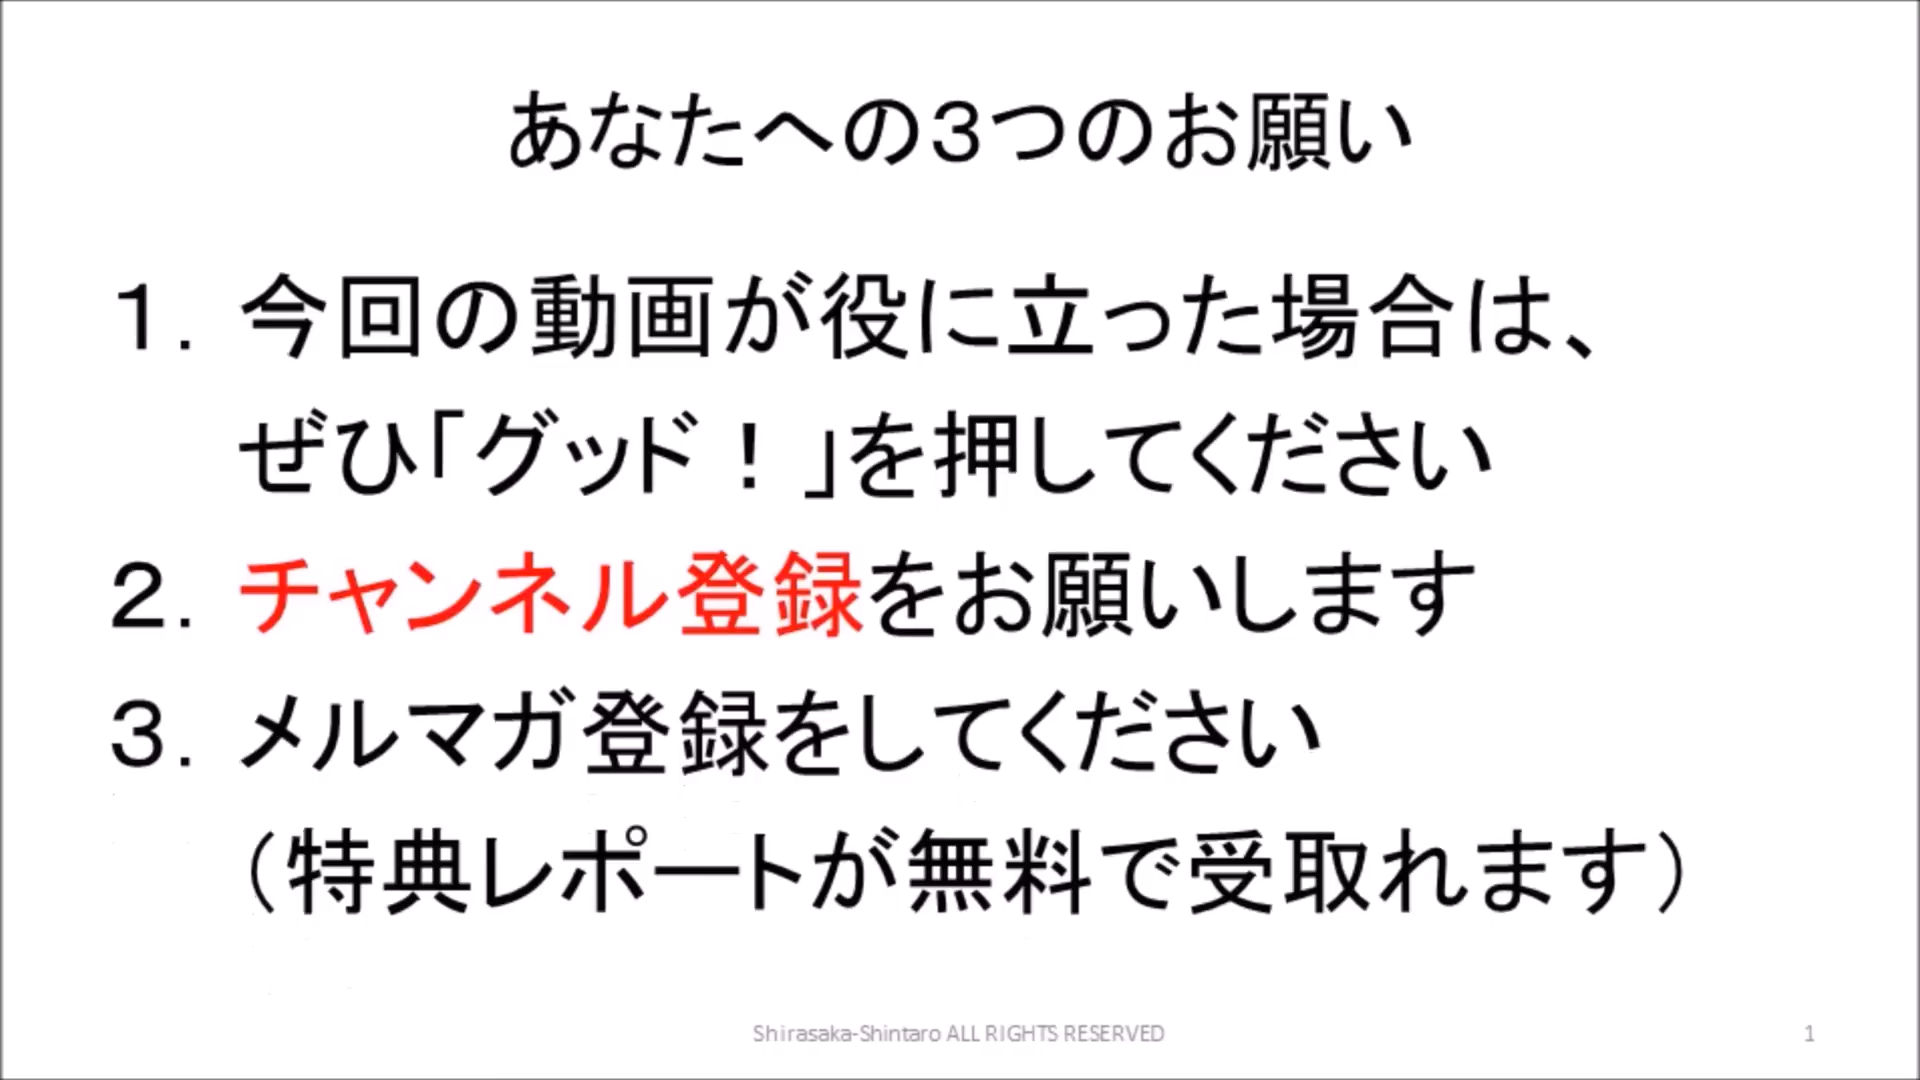 あなたへの3つのお願い
1. 今回の動画が役に立った場合は、
ぜひ「グッド！」を押してください
2. チャンネル登録をお願いします
3. メルマガ登録をしてください
（特典レポートが無料で受取れます）
Shirasaka-Shintaro ALL RIGHTS RESERVED
1